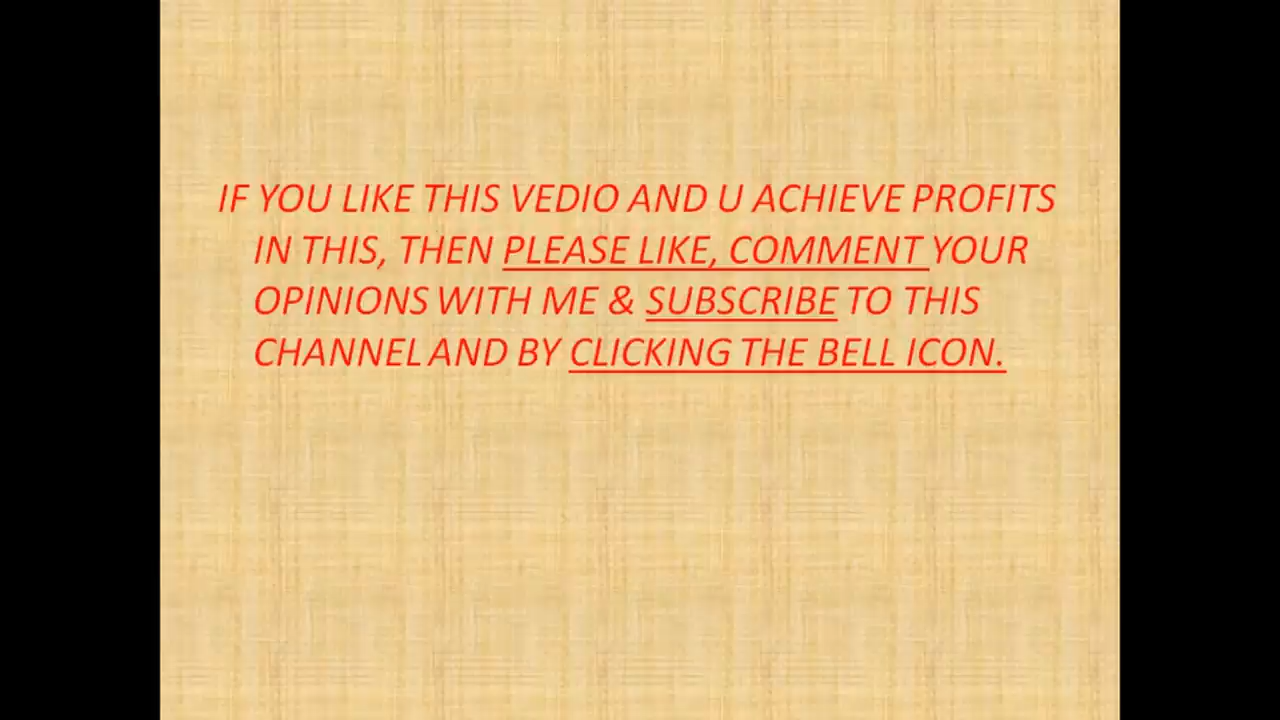 IF YOU LIKE THIS VEDIO AND U ACHIEVE PROFITS
IN THIS, THEN PLEASE LIKE, COMMENT YOUR
OPINIONS WITH ME & SUBSCRIBE TO THIS
CHANNEL AND BY CLICKING THE BELL ICON.